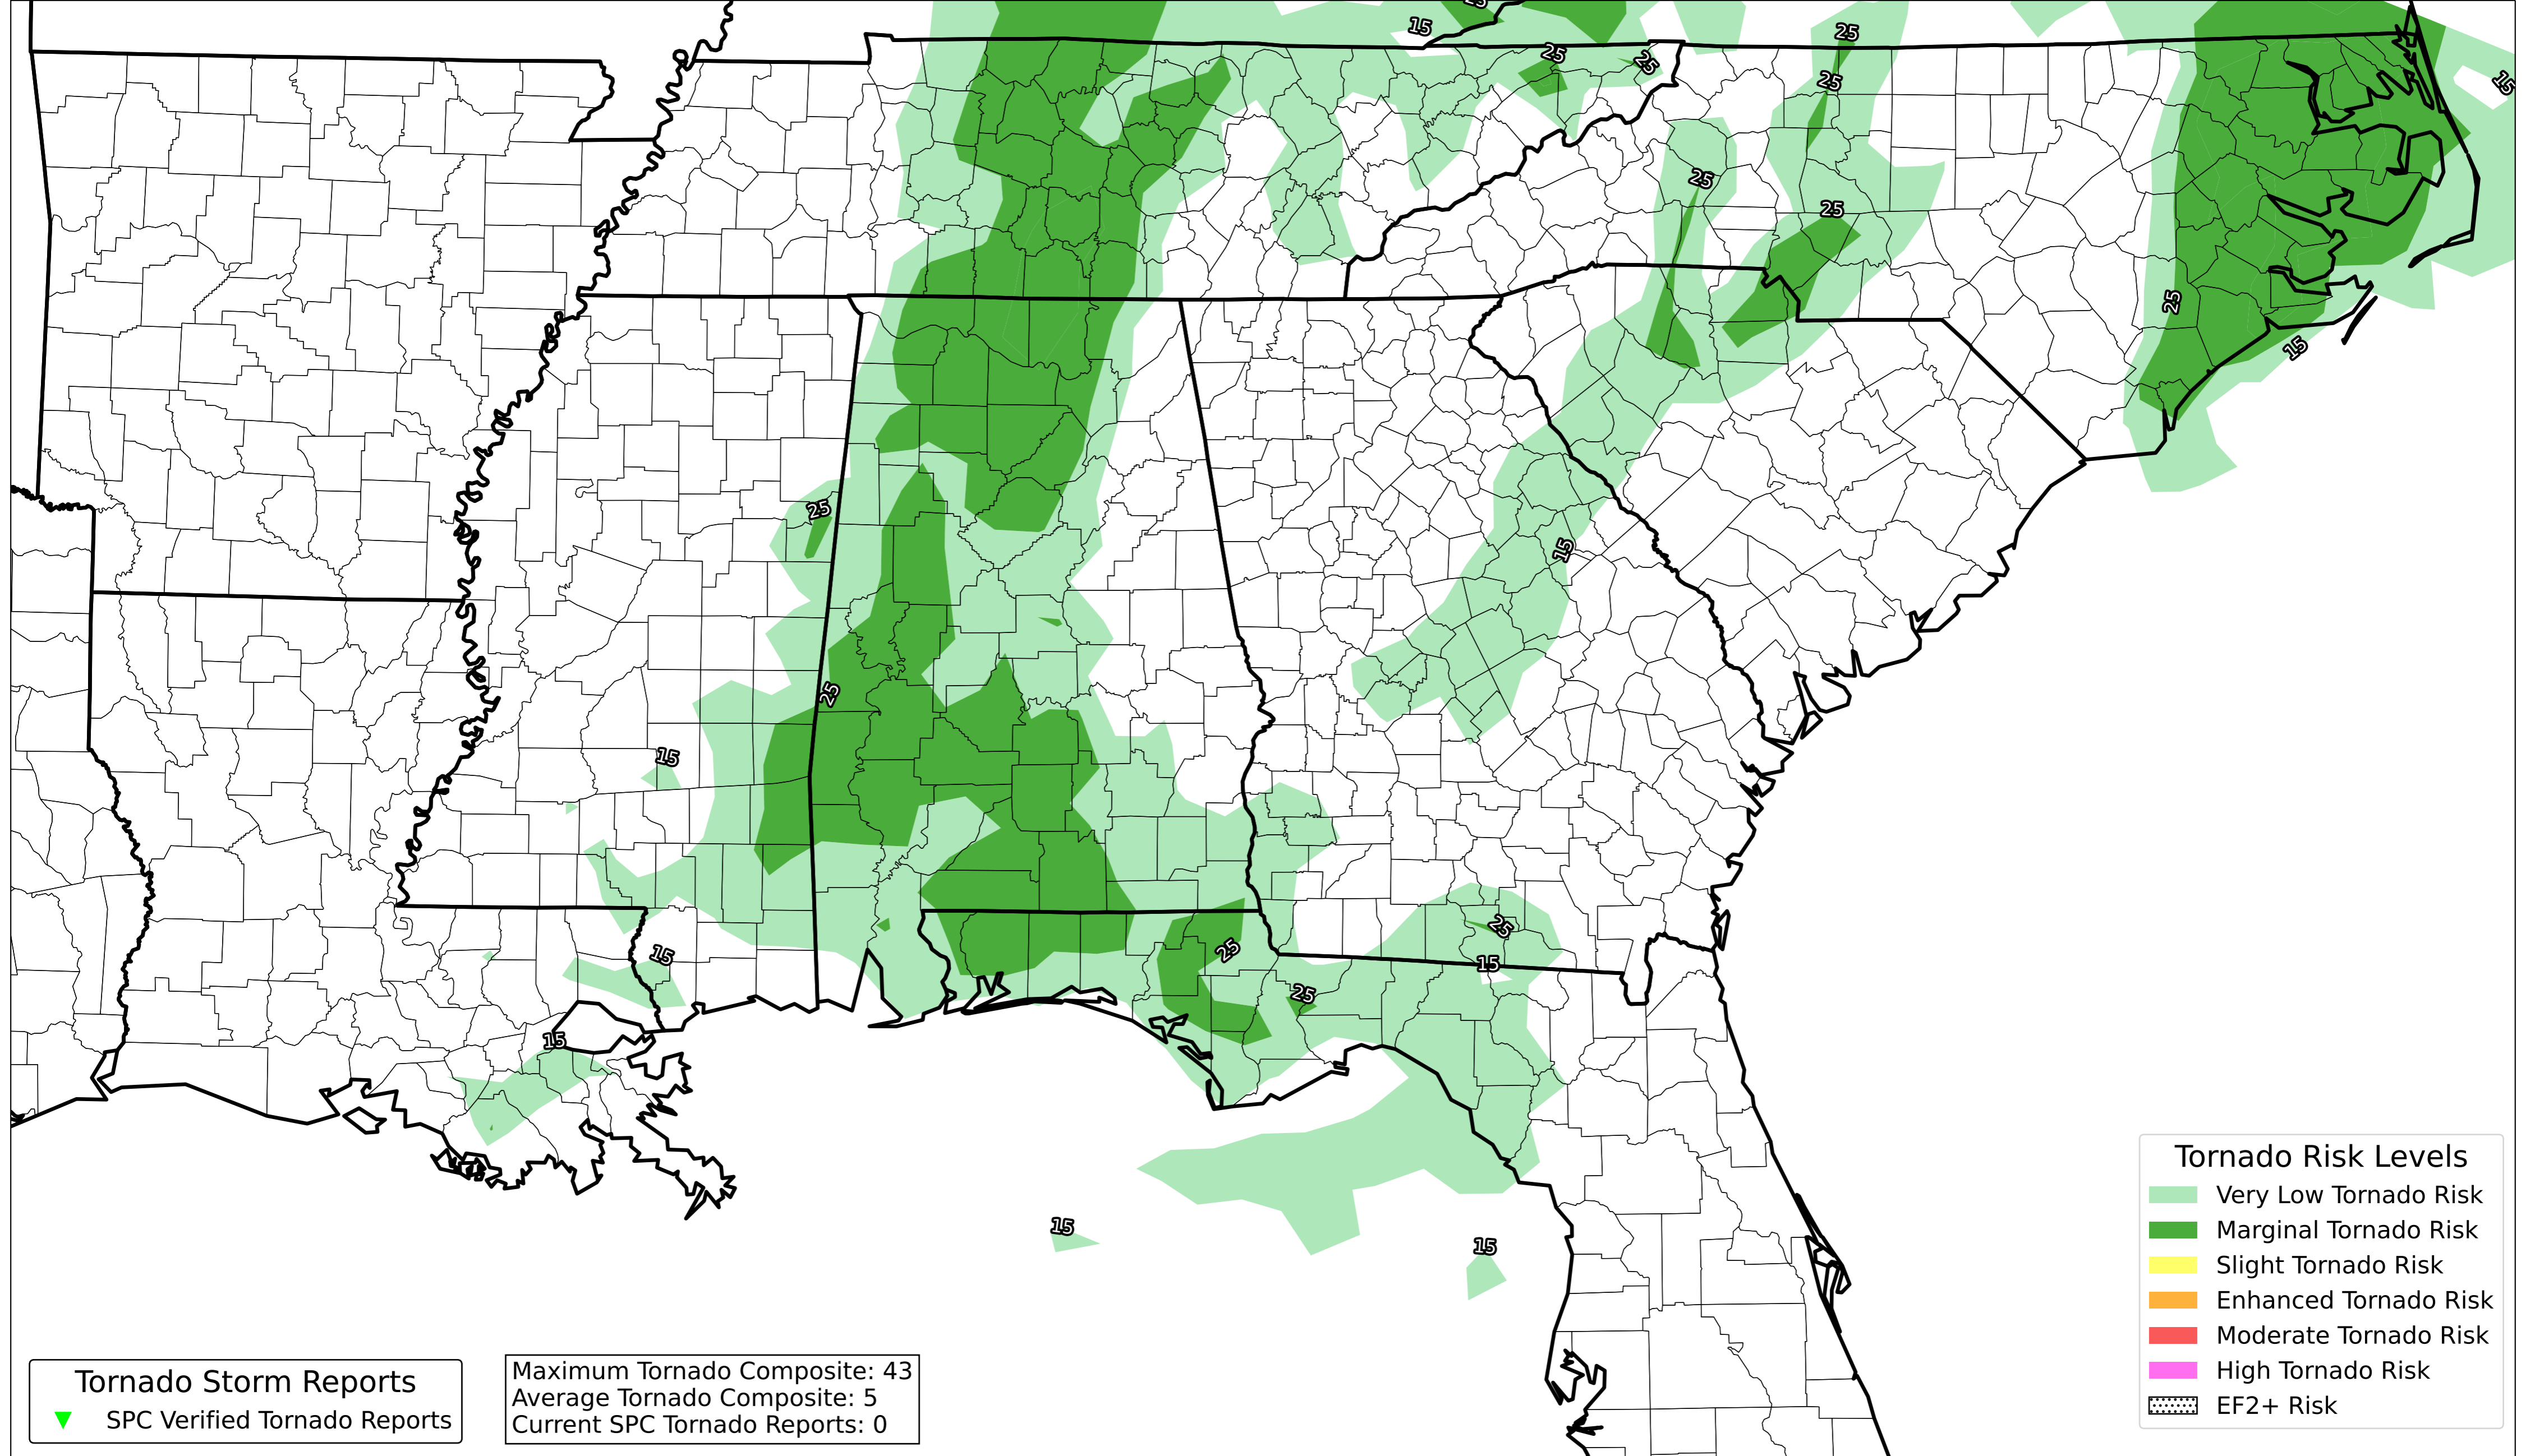 25
15
25
25
25
15
25
25
25
25
15
25
15
25
15
25
25
15
15
25
15
15
15
Tornado Risk Levels
Very Low Tornado Risk
Marginal Tornado Risk
Slight Tornado Risk
Enhanced Tornado Risk
Moderate Tornado Risk
High Tornado Risk
EF2+ Risk
Tornado Storm Reports
SPC Verified Tornado Reports
Maximum Tornado Composite: 43
Average Tornado Composite: 5
Current SPC Tornado Reports: 0